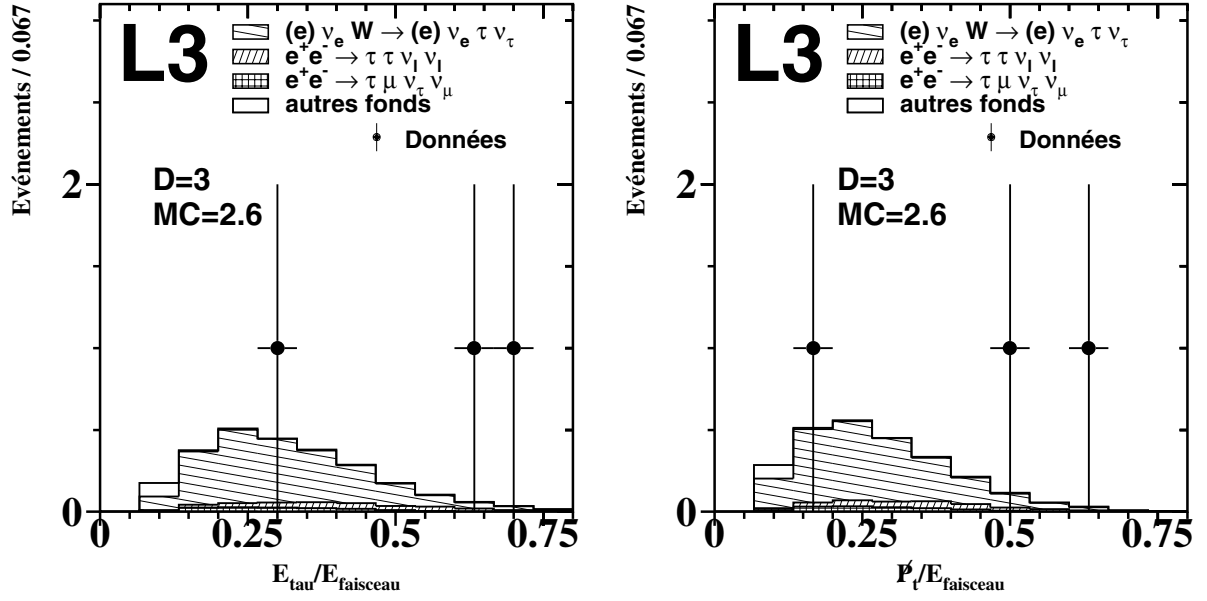 Evénements / 0.067
L3
(e) νe W → (e) νe τ ντ
e+e- → τ τ νl νl
e+e- → τ μ ντ νμ
autres fonds
Données
D=3
MC=2.6
2
0
0 0.25 0.5 0.75
Etau/Efaisceau
Evénements / 0.067
L3
(e) νe W → (e) νe τ ντ
e+e- → τ τ νl νl
e+e- → τ μ ντ νμ
autres fonds
Données
D=3
MC=2.6
2
0
0 0.25 0.5 0.75
P̸t/Efaisceau